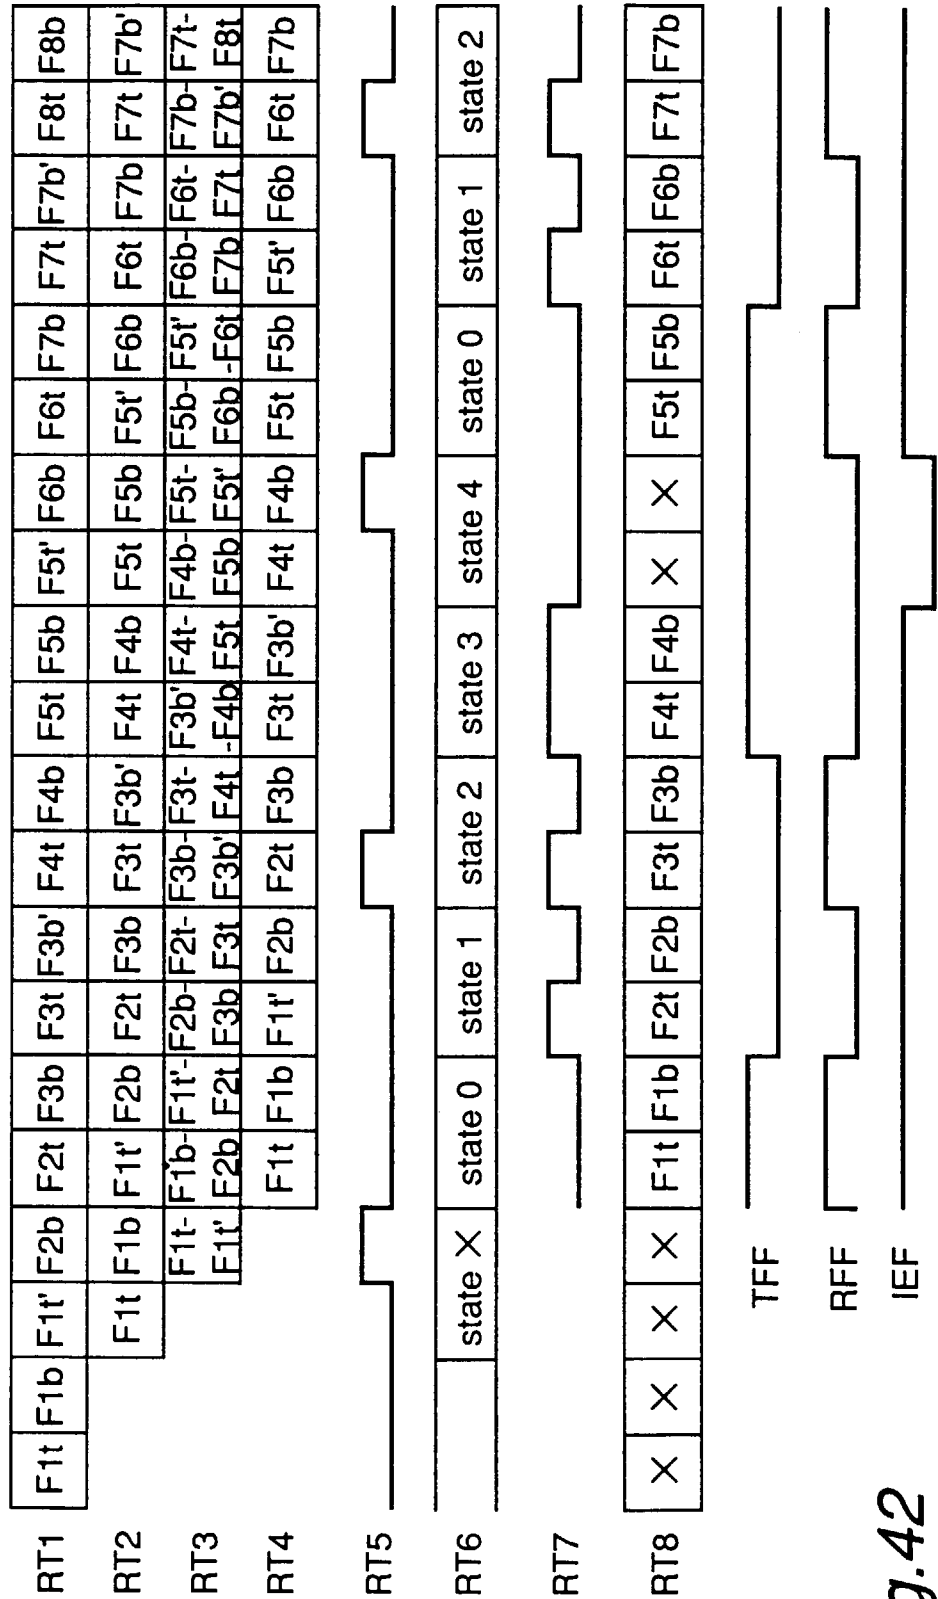 RT1 F1t F1b F1t' F2b F2t F3b F3t F3b' F4t F4b F5t F5b F5t' F6b F6t F7b F7t F7b' F8t F8b
RT2 F1t F1b F1t' F2b F2t F3b F3t F3b' F4t F4b F5t F5b F5t' F6b F6t F7b F7t F7b'
RT3 F1t- F1b- F1t'- F2b- F2t- F3b- F3t- F3b' F4t- F4b- F5t- F5b- F5t' F6b- F6t- F7b- F7t-
F1t' F2b F2t F3b F3t F3b' F4t -F4b F5t F5b F5t' F6b -F6t F7b F7t F7b' F8t
RT4 F1t F1b F1t' F2b F2t F3b F3t F3b' F4t F4b F5t F5b F5t' F6b F6t F7b
RT5
RT6 state × state 0 state 1 state 2 state 3 state 4 state 0 state 1 state 2
RT7
RT8 × × × × F1t F1b F2t F2b F3t F3b F4t F4b × × F5t F5b F6t F6b F7t F7b
TFF
RFF
IEF
g.42